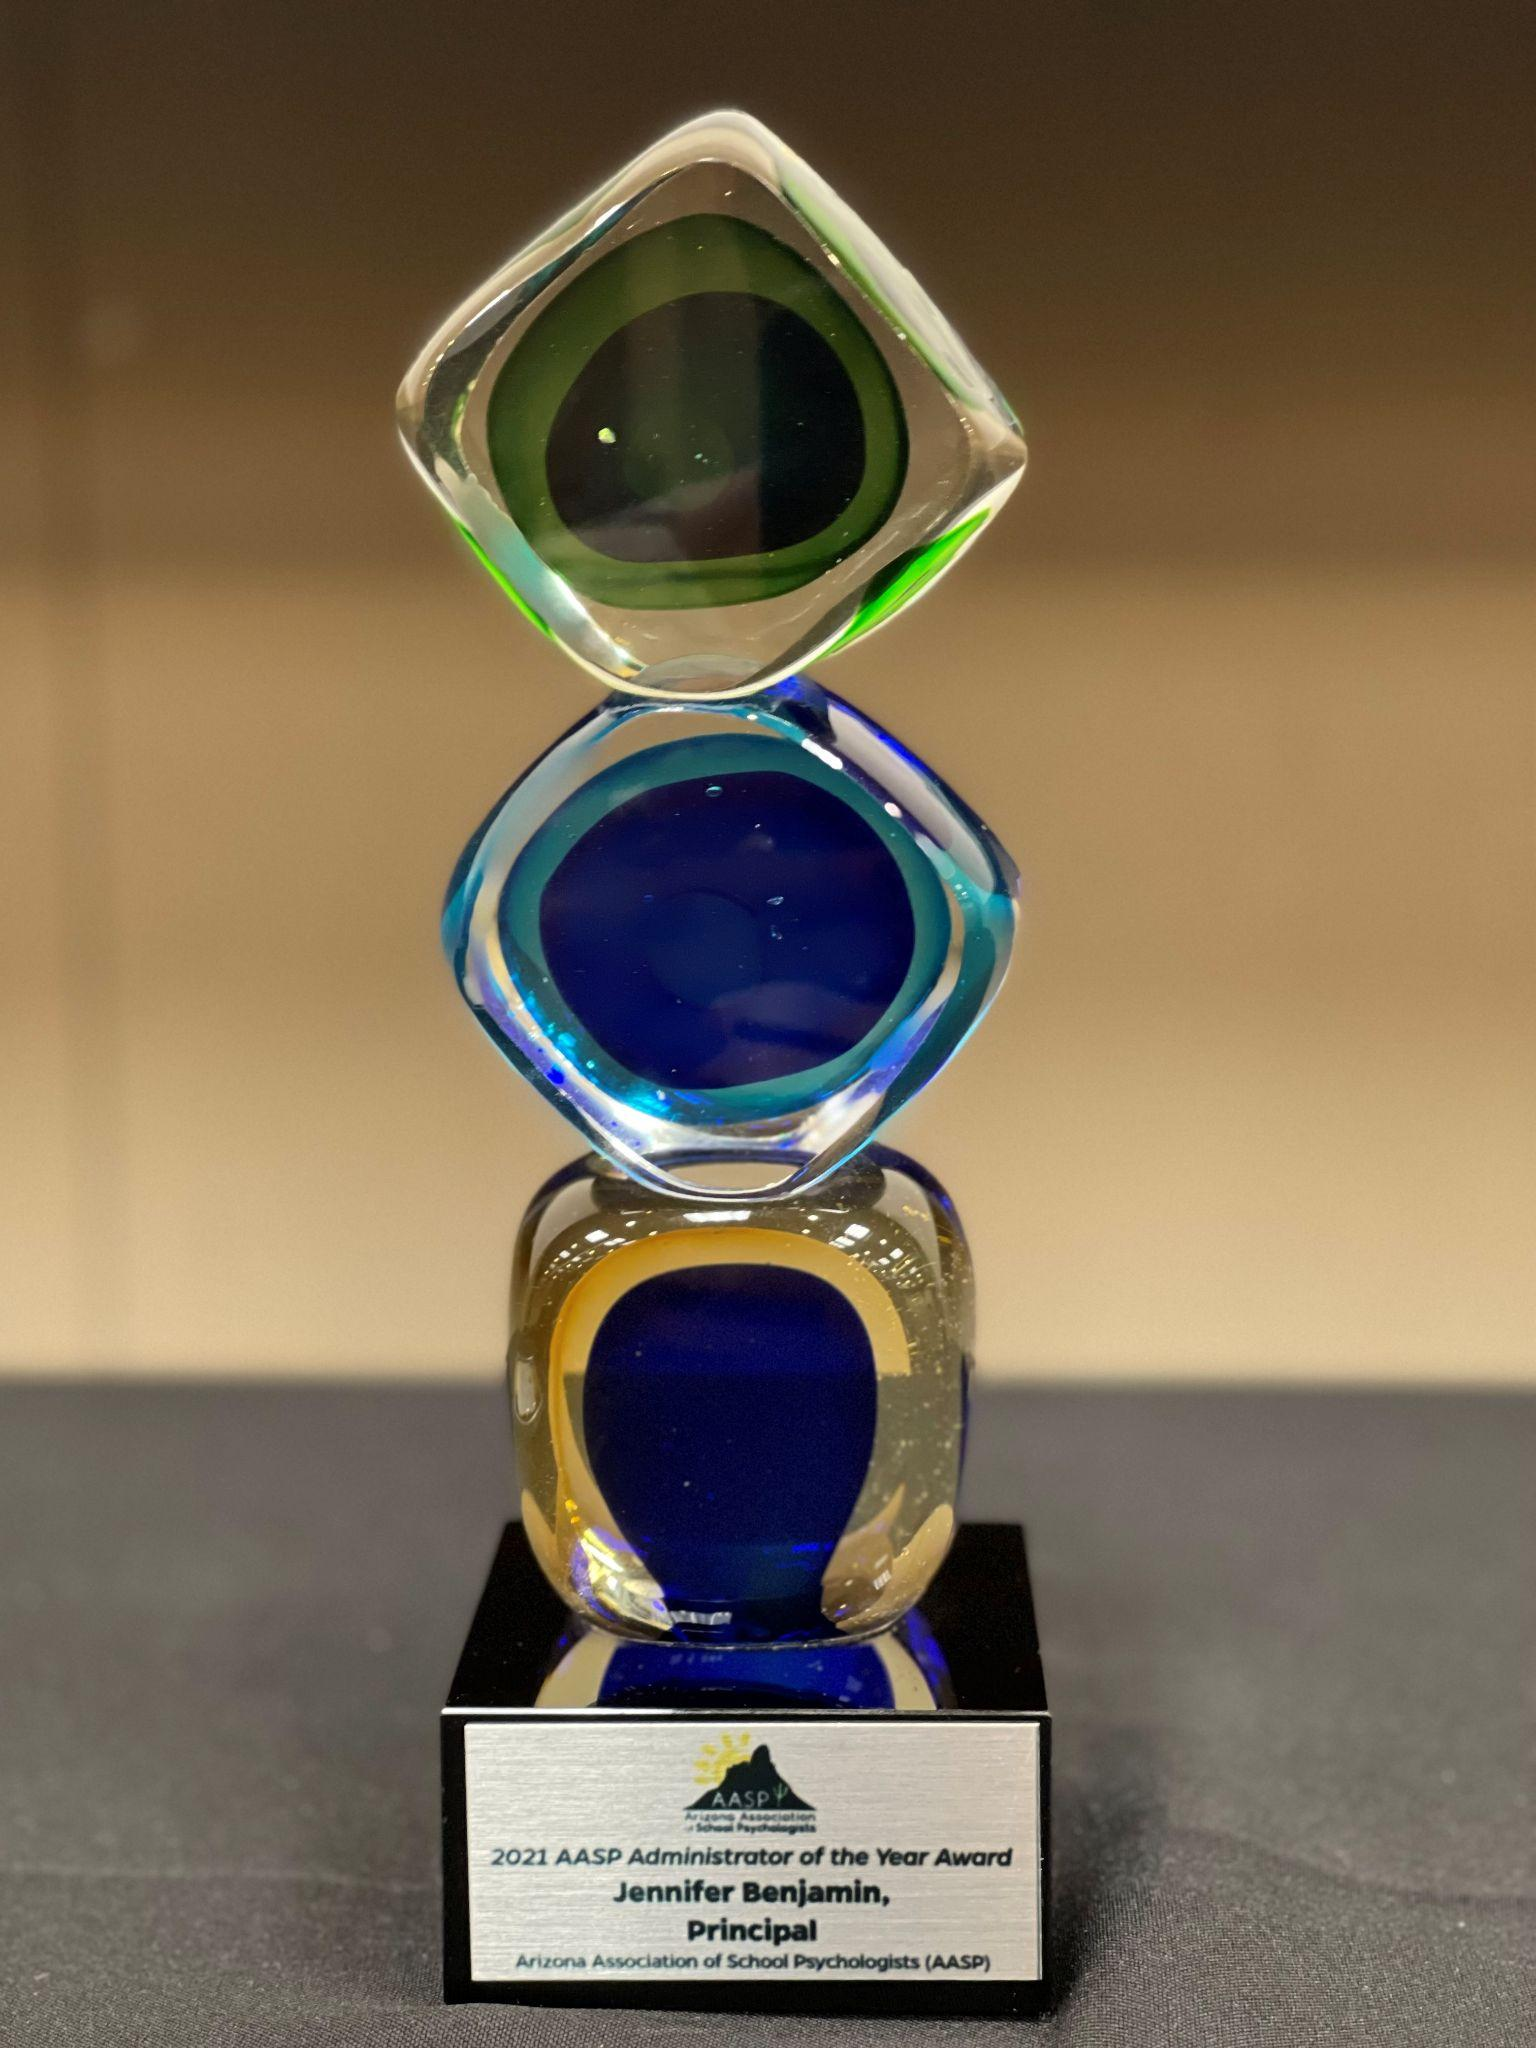 AASP
Arizona Association
of School Psychologists
2021 AASP Administrator of the Year Award
Jennifer Benjamin,
Principal
Arizona Association of School Psychologists (AASP)